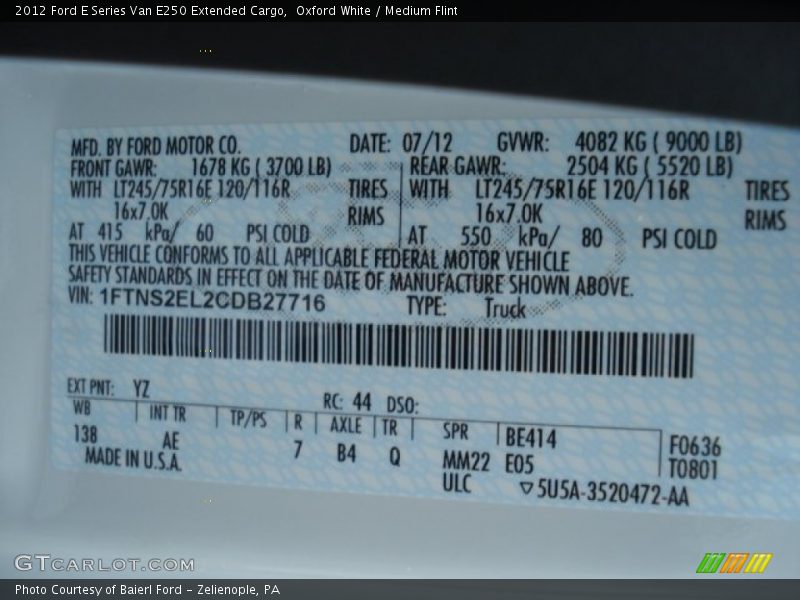 2012 Ford E Series Van E250 Extended Cargo,  Oxford White / Medium Flint
MFD. BY FORD MOTOR CO. DATE: 07/12 GVWR: 4082 KG ( 9000 LB)
FRONT GAWR: 1678 KG ( 3700 LB) REAR GAWR: 2504 KG ( 5520 LB)
WITH LT245/75R16E 120/116R TIRES WITH LT245/75R16E 120/116R TIRES
16x7.0K RIMS 16x7.0K RIMS
AT 415 kPa/ 60 PSI COLD AT 550 kPa/ 80 PSI COLD
THIS VEHICLE CONFORMS TO ALL APPLICABLE FEDERAL MOTOR VEHICLE
SAFETY STANDARDS IN EFFECT ON THE DATE OF MANUFACTURE SHOWN ABOVE.
VIN: 1FTNS2EL2CDB27716 TYPE: Truck
EXT PNT: YZ RC: 44 DSO:
WB INT TR TP/PS R AXLE TR SPR BE414 F0636
138 AE 7 B4 Q MM22 E05 T0801
MADE IN U.S.A. ULC ▽5U5A-3520472-AA
GTCARLOT.COM
Photo Courtesy of Baierl Ford - Zelienople, PA